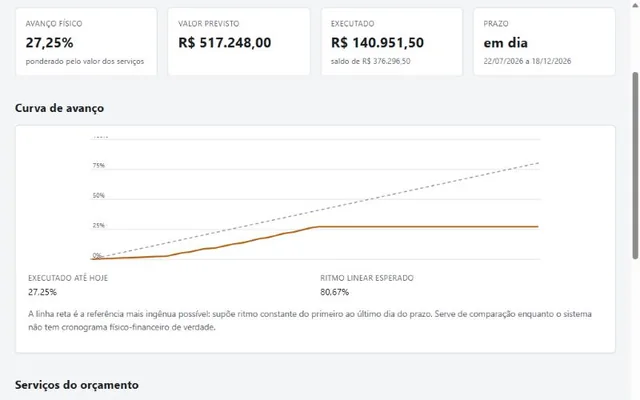 AVANÇO FÍSICO
27,25%
ponderado pelo valor dos serviços
VALOR PREVISTO
R$ 517.248,00
EXECUTADO
R$ 140.951,50
saldo de R$ 376.296,50
PRAZO
em dia
22/07/2026 a 18/12/2026
Curva de avanço
75%
50%
25%
0%
EXECUTADO ATÉ HOJE
27.25%
RITMO LINEAR ESPERADO
80,67%
A linha reta é a referência mais ingênua possível: supõe ritmo constante do primeiro ao último dia do prazo. Serve de comparação enquanto o sistema
não tem cronograma físico-financeiro de verdade.
Serviços do orçamento